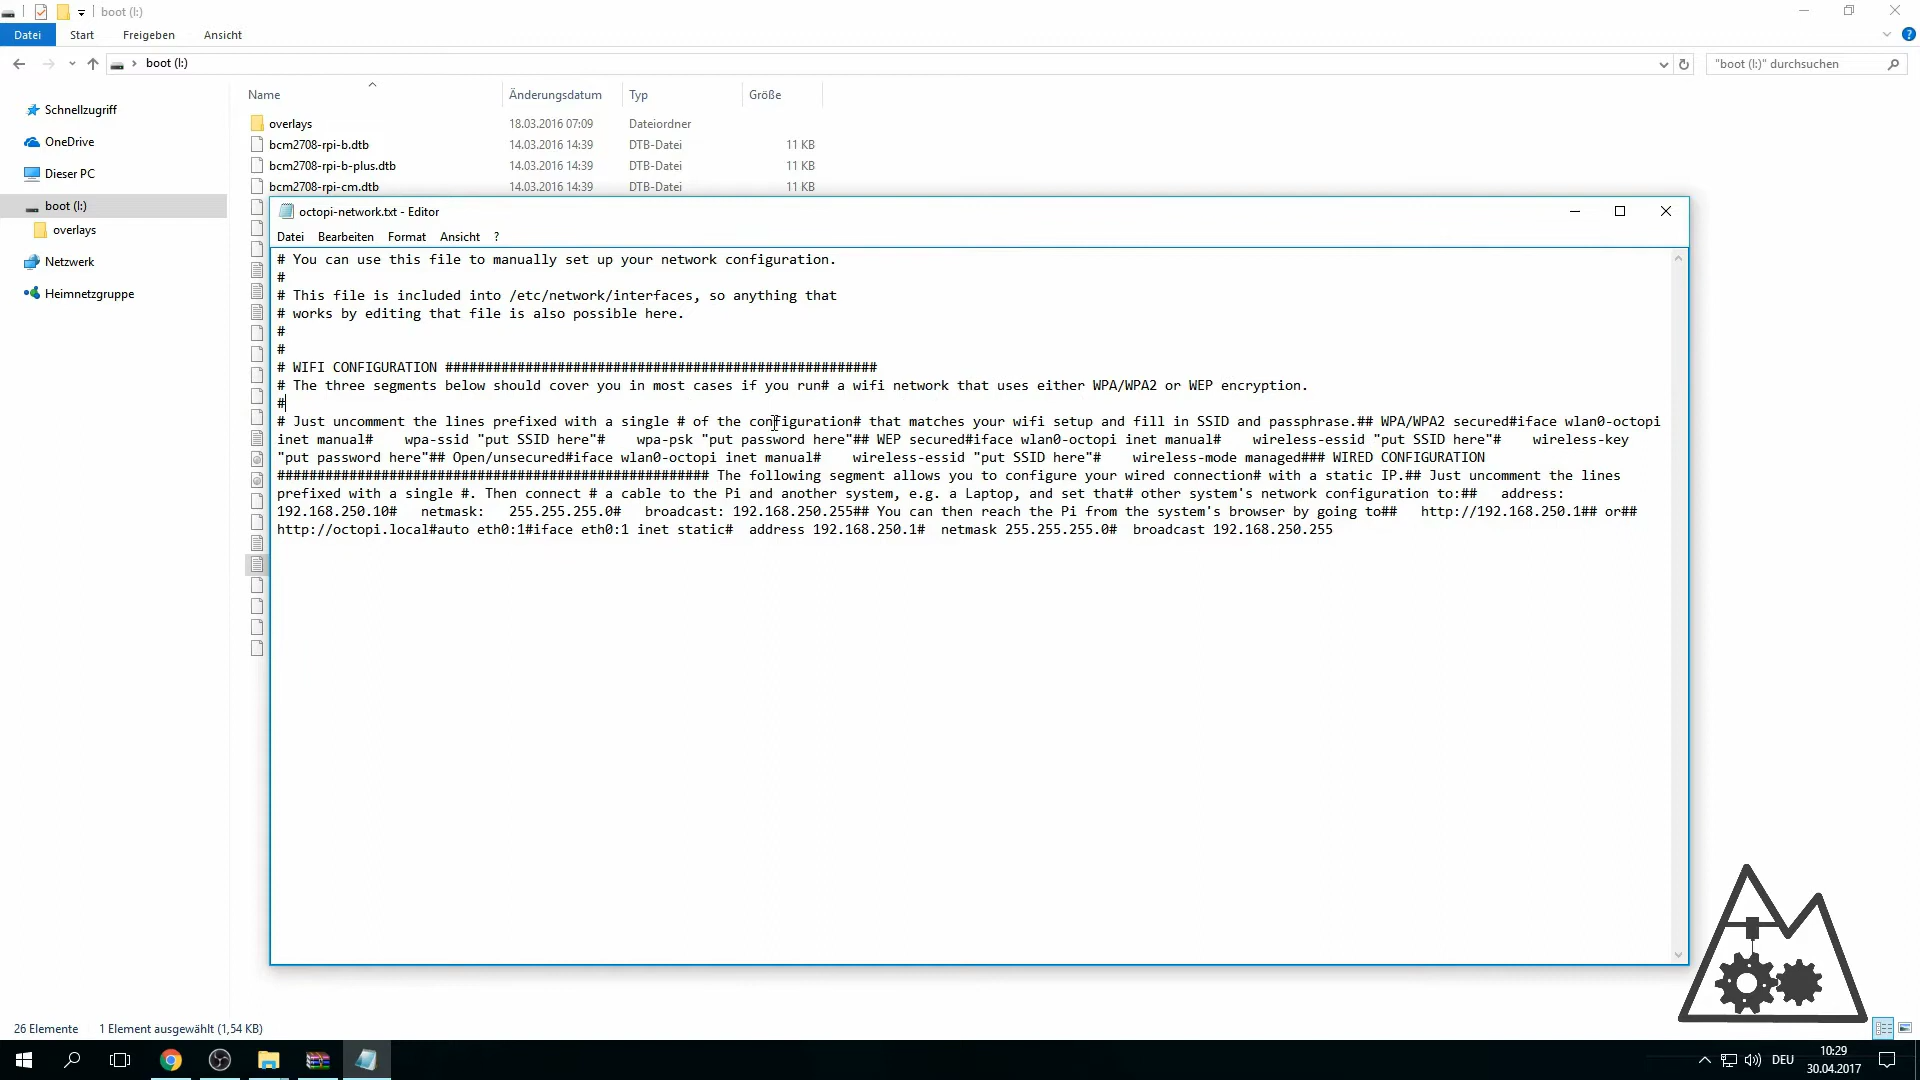 boot (I:)
Datei Start Freigeben Ansicht
boot (I:)
"boot (I:)" durchsuchen
Name Änderungsdatum Typ Größe
Schnellzugriff
OneDrive
Dieser PC
boot (I:)
overlays
Netzwerk
Heimnetzgruppe
overlays 18.03.2016 07:09 Dateiordner
bcm2708-rpi-b.dtb 14.03.2016 14:39 DTB-Datei 11 KB
bcm2708-rpi-b-plus.dtb 14.03.2016 14:39 DTB-Datei 11 KB
bcm2708-rpi-cm.dtb 14.03.2016 14:39 DTB-Datei 11 KB
octopi-network.txt - Editor
Datei Bearbeiten Format Ansicht ?
# You can use this file to manually set up your network configuration.
#
# This file is included into /etc/network/interfaces, so anything that
# works by editing that file is also possible here.
#
#
# WIFI CONFIGURATION ######################################################
# The three segments below should cover you in most cases if you run# a wifi network that uses either WPA/WPA2 or WEP encryption.
#
# Just uncomment the lines prefixed with a single # of the configuration# that matches your wifi setup and fill in SSID and passphrase.## WPA/WPA2 secured#iface wlan0-octopi
inet manual#    wpa-ssid "put SSID here"#    wpa-psk "put password here"## WEP secured#iface wlan0-octopi inet manual#    wireless-essid "put SSID here"#    wireless-key
"put password here"## Open/unsecured#iface wlan0-octopi inet manual#    wireless-essid "put SSID here"#    wireless-mode managed### WIRED CONFIGURATION
###################################################### The following segment allows you to configure your wired connection# with a static IP.## Just uncomment the lines
prefixed with a single #. Then connect # a cable to the Pi and another system, e.g. a Laptop, and set that# other system's network configuration to:##   address:
192.168.250.10#   netmask:   255.255.255.0#   broadcast: 192.168.250.255## You can then reach the Pi from the system's browser by going to##   http://192.168.250.1## or##
http://octopi.local#auto eth0:1#iface eth0:1 inet static#  address 192.168.250.1#  netmask 255.255.255.0#  broadcast 192.168.250.255
26 Elemente 1 Element ausgewählt (1,54 KB)
DEU
10:29
30.04.2017